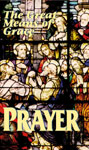 The Great
Means of
Grace
PRAYER